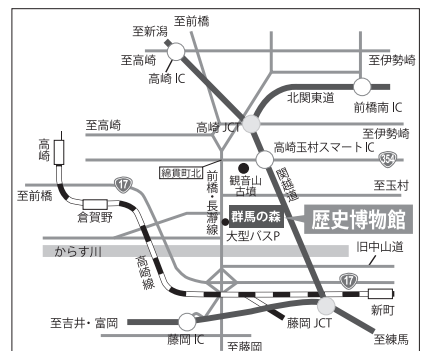 至新潟
至前橋
至高崎
至伊勢崎
高崎IC
北関東道
前橋南IC
高崎JCT
至高崎
至伊勢崎
高崎
高崎玉村スマートIC
354
綿貫町北
観音山
古墳
関越道
17
至前橋
前橋・長瀞線
至玉村
倉賀野
群馬の森
歴史博物館
大型バスP
旧中山道
からす川
高崎線
17
新町
至吉井・富岡
藤岡IC
藤岡JCT
至藤岡
至練馬